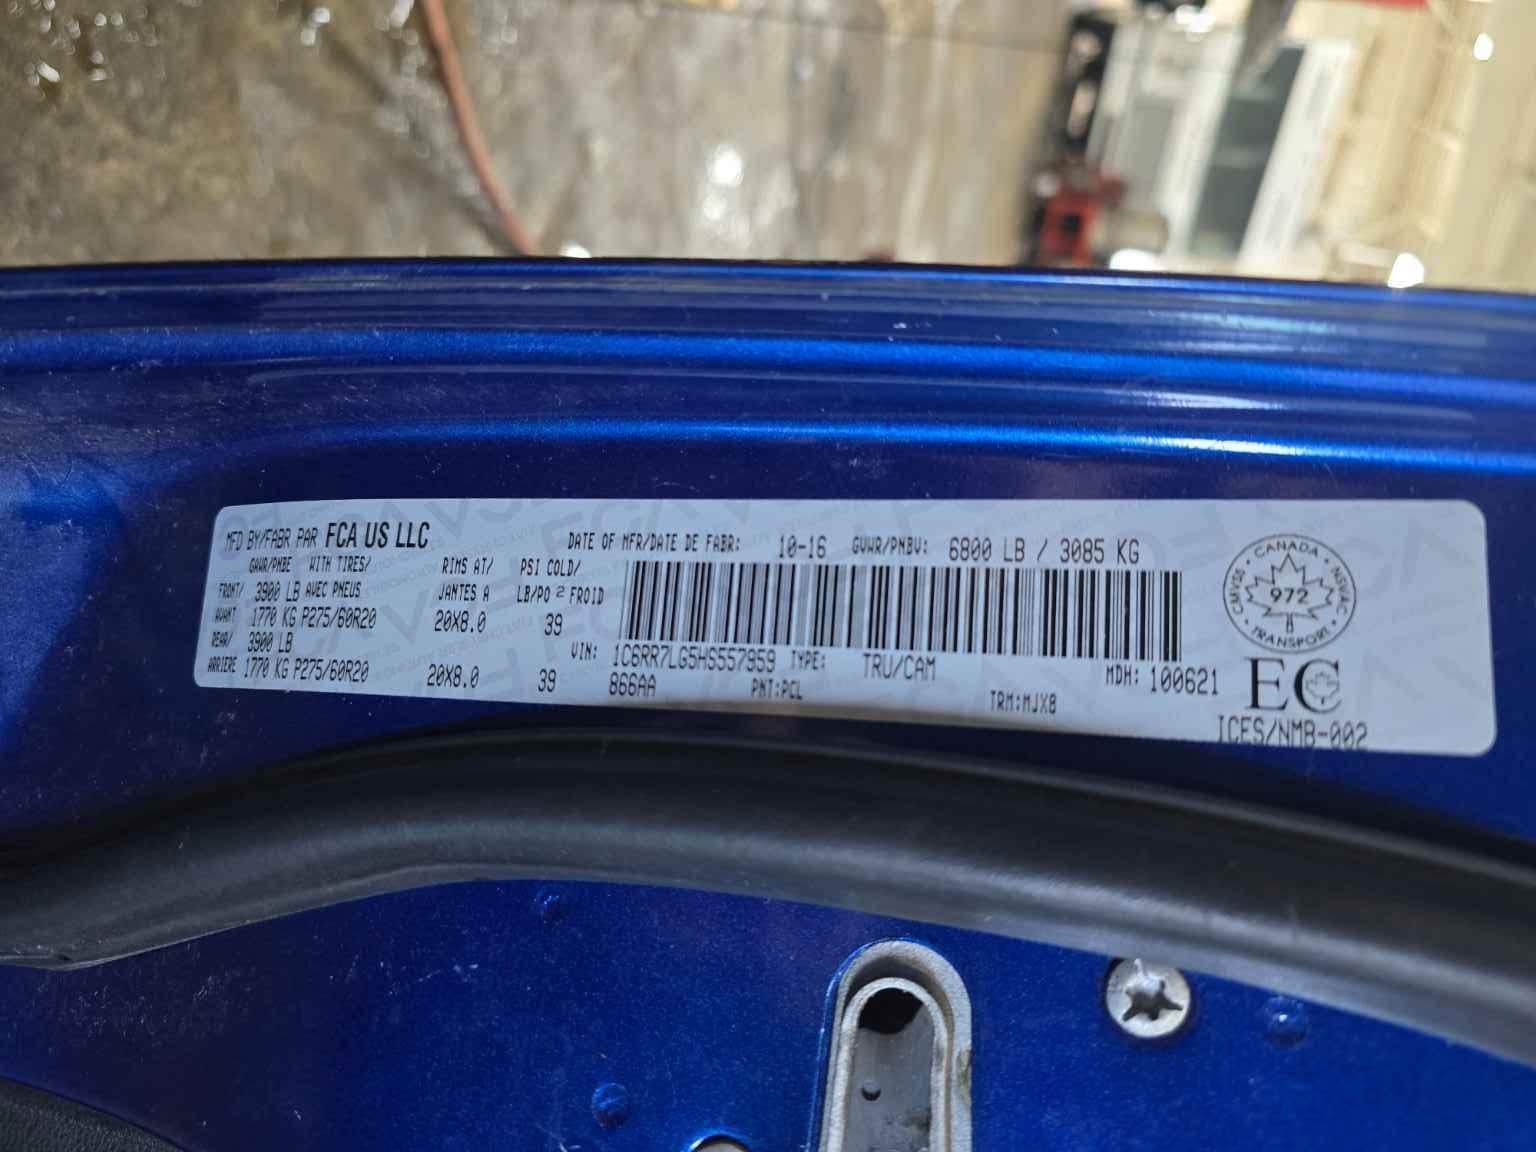 MFD BY/FABR PAR FCA US LLC DATE OF MFR/DATE DE FABR: 10-16 GVWR/PNBV: 6800 LB / 3085 KG
GAWR/PNBE WITH TIRES/ RIMS AT/ PSI COLD/
FRONT/ 3900 LB AVEC PNEUS JANTES A LB/PO 2 FROID
AVANT 1770 KG P275/60R20 20X8.0 39
REAR/ 3900 LB
ARRIERE 1770 KG P275/60R20 20X8.0 39
VIN: 1C6RR7LG5HS557959 TYPE: TRU/CAM MDH: 100621
866AA PNT:PCL TRM:MJX8
CANADA
CMVSS NSVAC
972
TRANSPORT
EC
ICES/NMB-002